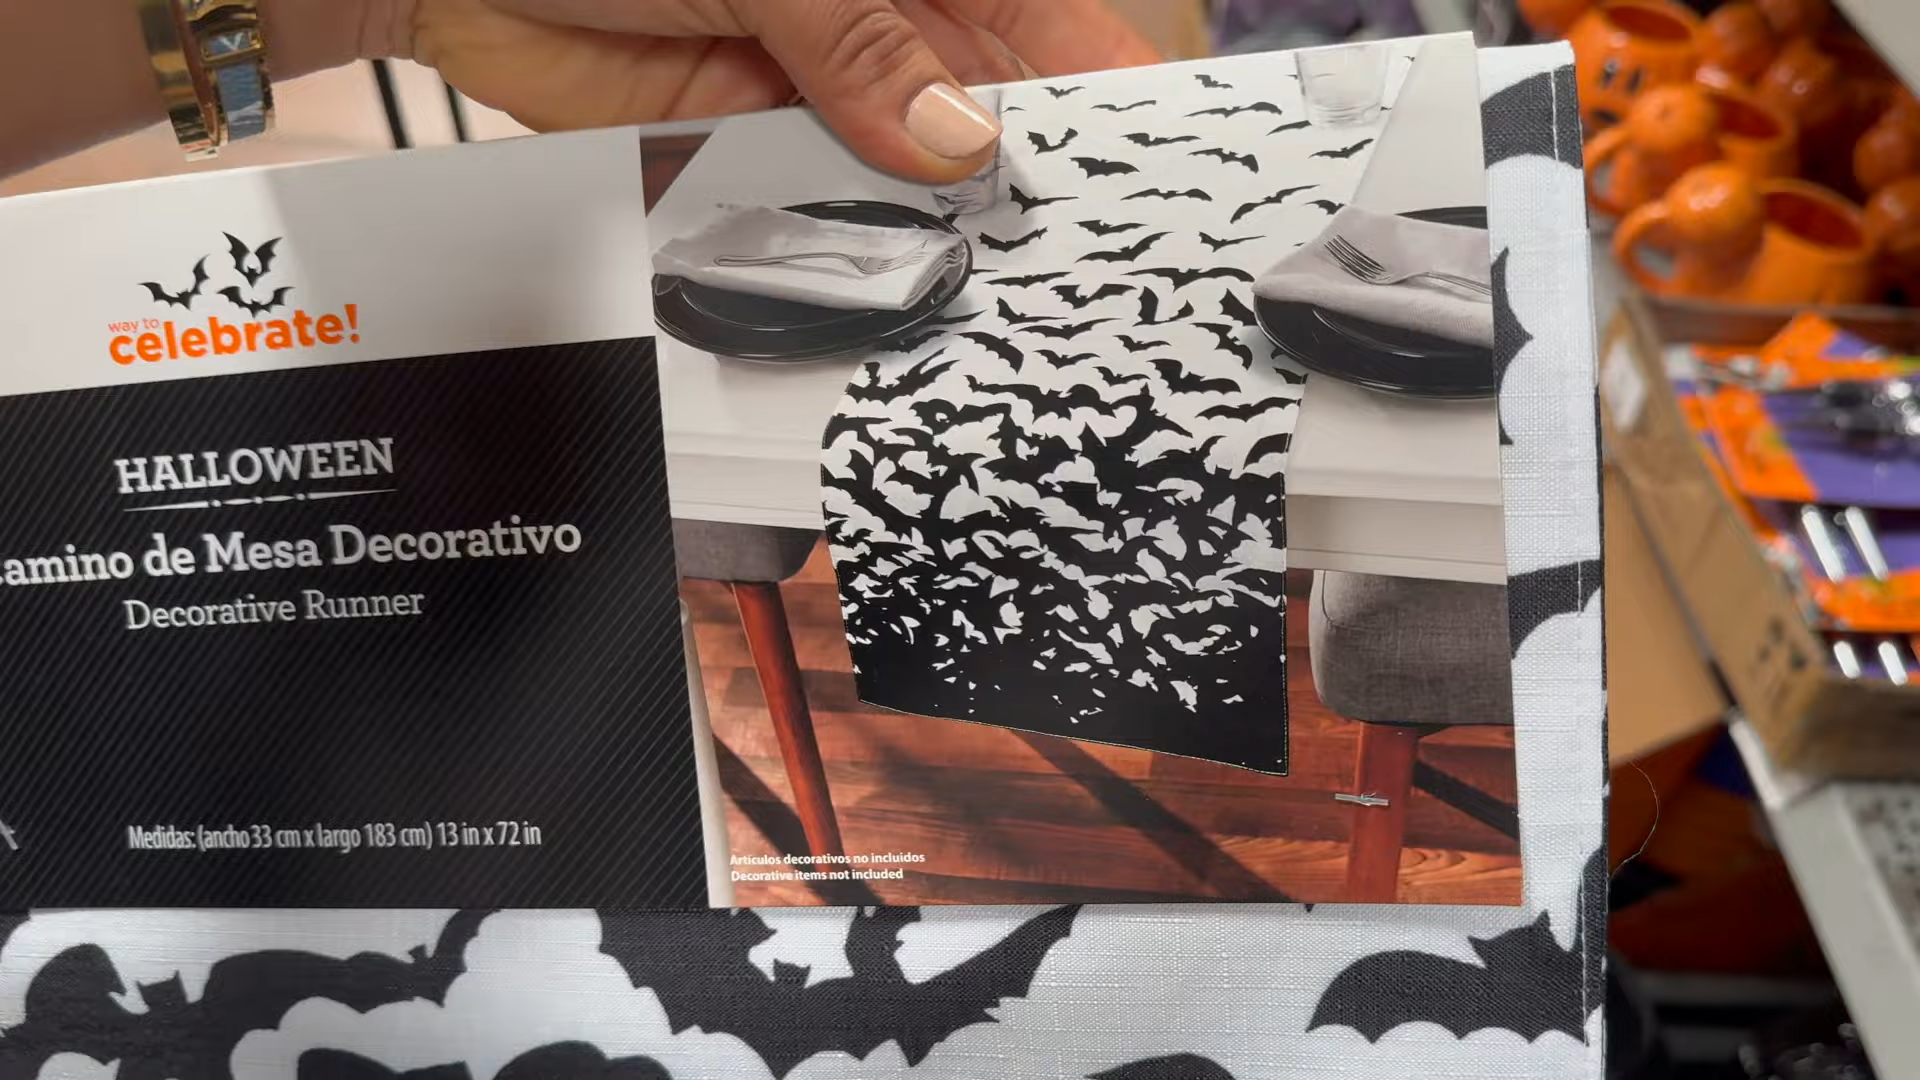 way to
celebrate!
HALLOWEEN
Camino de Mesa Decorativo
Decorative Runner
Medidas: (ancho 33 cm x largo 183 cm) 13 in x 72 in
Artículos decorativos no incluidos
Decorative items not included